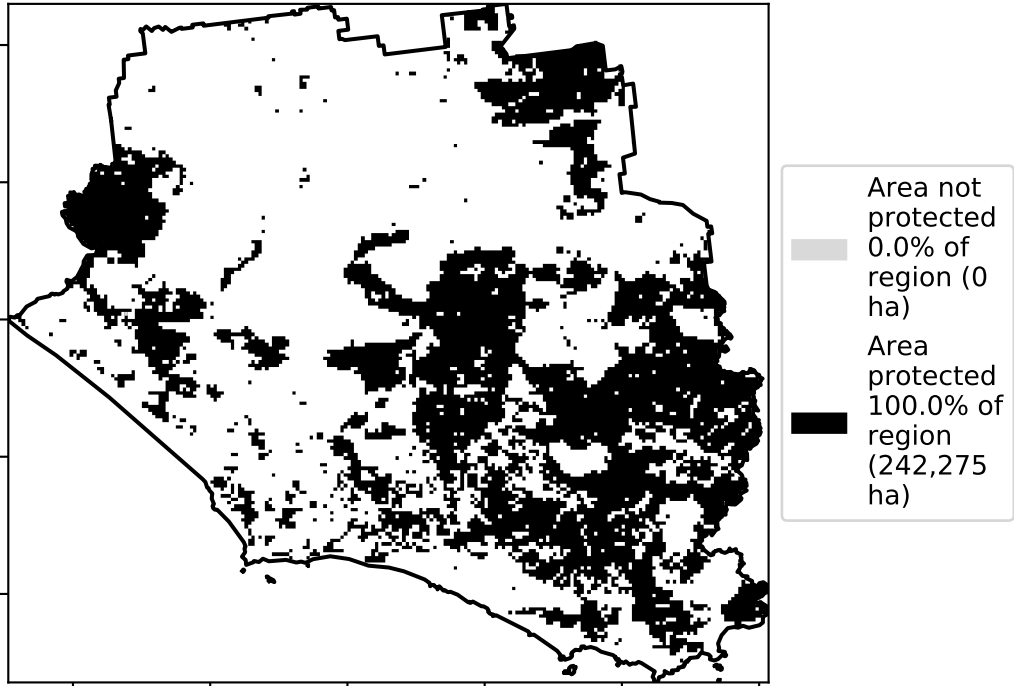 Area not
protected
0.0% of
region (0
ha)
Area
protected
100.0% of
region
(242,275
ha)